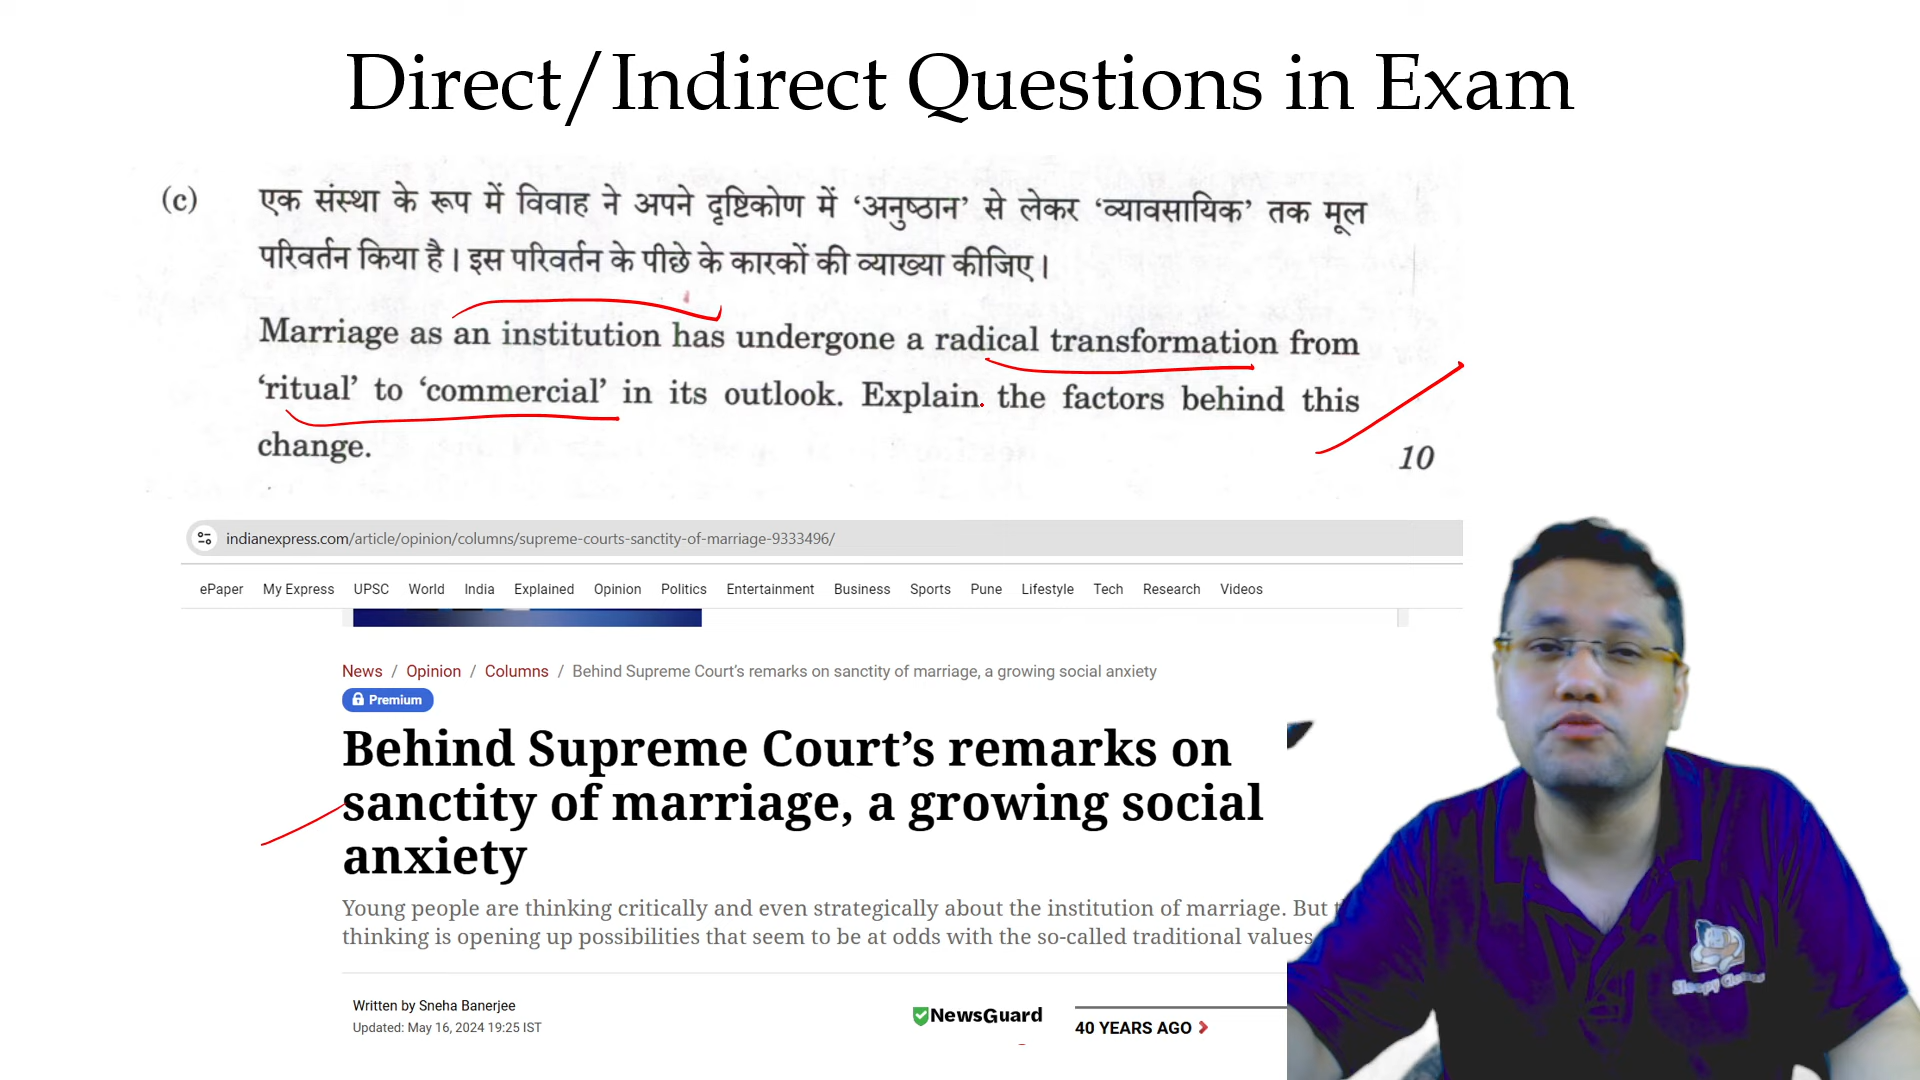 Direct/Indirect Questions in Exam
(c) एक संस्था के रूप में विवाह ने अपने दृष्टिकोण में ‘अनुष्ठान’ से लेकर ‘व्यावसायिक’ तक मूल
परिवर्तन किया है। इस परिवर्तन के पीछे के कारकों की व्याख्या कीजिए।
Marriage as an institution has undergone a radical transformation from
‘ritual’ to ‘commercial’ in its outlook. Explain the factors behind this
change. 10
indianexpress.com/article/opinion/columns/supreme-courts-sanctity-of-marriage-9333496/
ePaper My Express UPSC World India Explained Opinion Politics Entertainment Business Sports Pune Lifestyle Tech Research Videos
News / Opinion / Columns / Behind Supreme Court’s remarks on sanctity of marriage, a growing social anxiety
Premium
Behind Supreme Court’s remarks on
sanctity of marriage, a growing social
anxiety
Young people are thinking critically and even strategically about the institution of marriage. But
thinking is opening up possibilities that seem to be at odds with the so-called traditional values
Written by Sneha Banerjee
Updated: May 16, 2024 19:25 IST
NewsGuard
40 YEARS AGO
Sleepy Classes